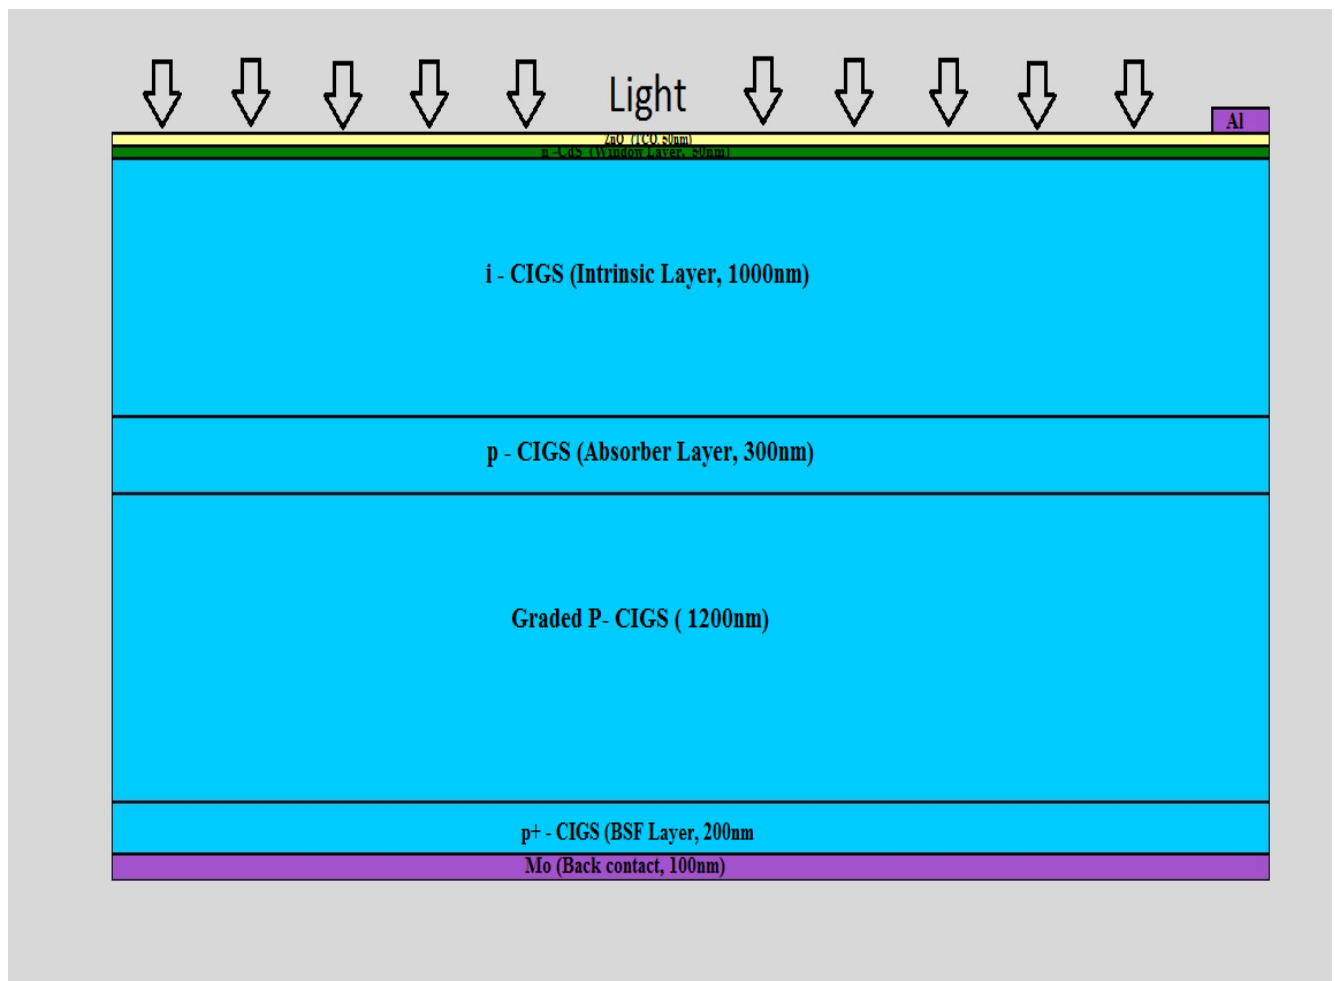 Light
Al
ZnO (TCO, 50nm)
n -CdS (Window Layer, 50nm)
i - CIGS (Intrinsic Layer, 1000nm)
p - CIGS (Absorber Layer, 300nm)
Graded P- CIGS ( 1200nm)
p+ - CIGS (BSF Layer, 200nm
Mo (Back contact, 100nm)